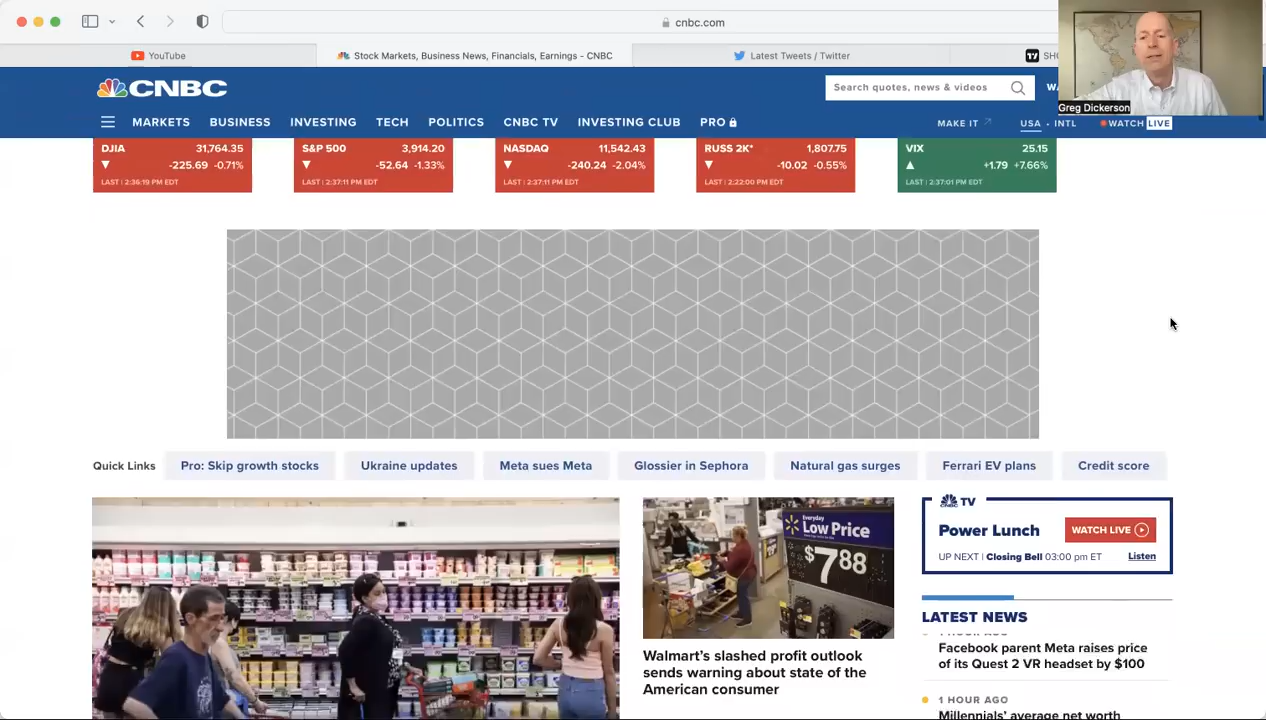 cnbc.com
YouTube
Stock Markets, Business News, Financials, Earnings - CNBC
Latest Tweets / Twitter
Greg Dickerson
CNBC
Search quotes, news & videos
MARKETS BUSINESS INVESTING TECH POLITICS CNBC TV INVESTING CLUB PRO
MAKE IT USA • INTL WATCH LIVE
DJIA 31,764.35
-225.69 -0.71%
LAST | 2:36:19 PM EDT
S&P 500 3,914.20
-52.64 -1.33%
LAST | 2:37:11 PM EDT
NASDAQ 11,542.43
-240.24 -2.04%
LAST | 2:37:11 PM EDT
RUSS 2K* 1,807.75
-10.02 -0.55%
LAST | 2:22:00 PM EDT
VIX 25.15
+1.79 +7.66%
LAST | 2:37:01 PM EDT
Quick Links Pro: Skip growth stocks Ukraine updates Meta sues Meta Glossier in Sephora Natural gas surges Ferrari EV plans Credit score
Everyday
Low Price
$788
Walmart's slashed profit outlook
sends warning about state of the
American consumer
CNBC TV
Power Lunch WATCH LIVE
UP NEXT | Closing Bell 03:00 pm ET Listen
LATEST NEWS
1 HOUR AGO
Facebook parent Meta raises price
of its Quest 2 VR headset by $100
1 HOUR AGO
Millennials' average net worth